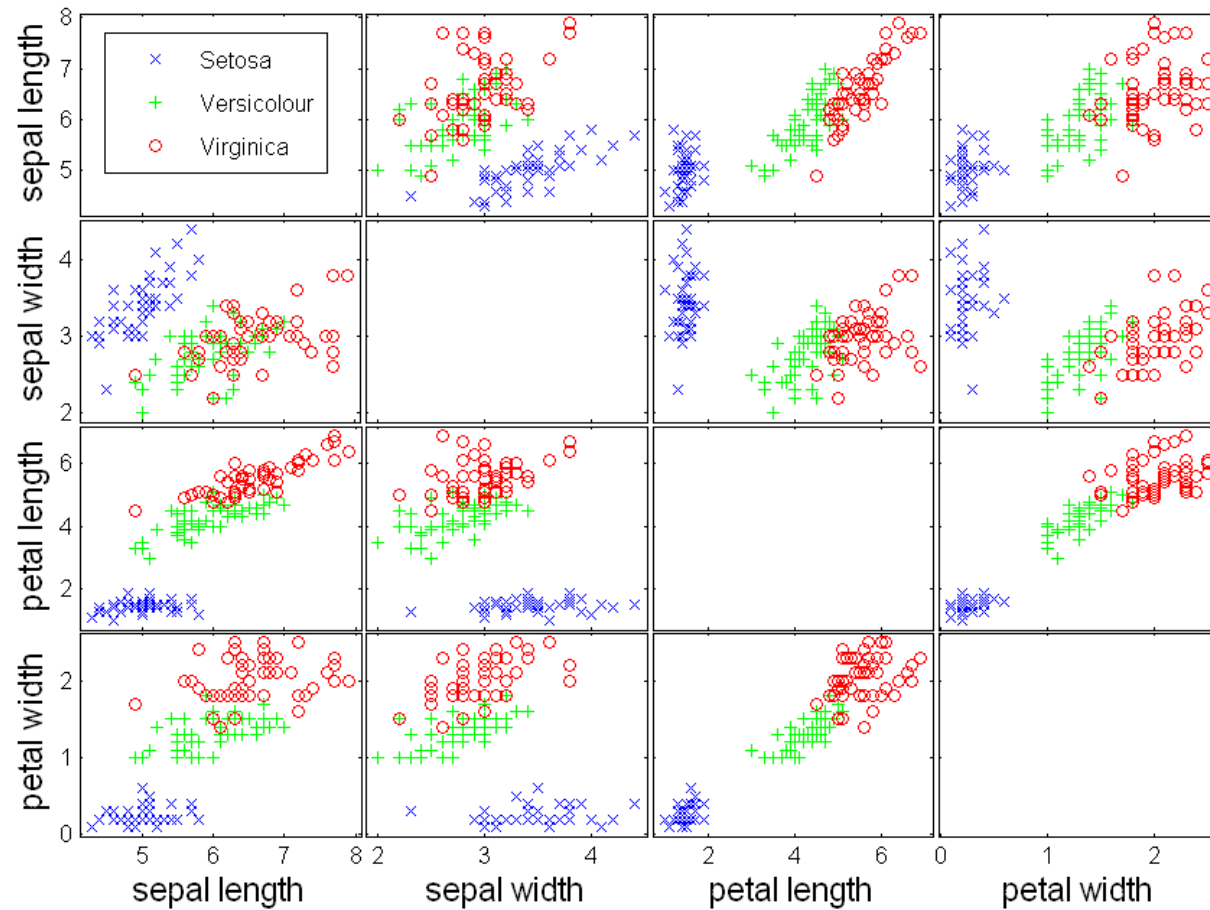 sepal length
8
7
6
5
Setosa
Versicolour
Virginica
sepal width
4
3
2
petal length
6
4
2
petal width
2
1
0
5 6 7 8 2 3 4 2 4 6 0 1 2
sepal length sepal width petal length petal width